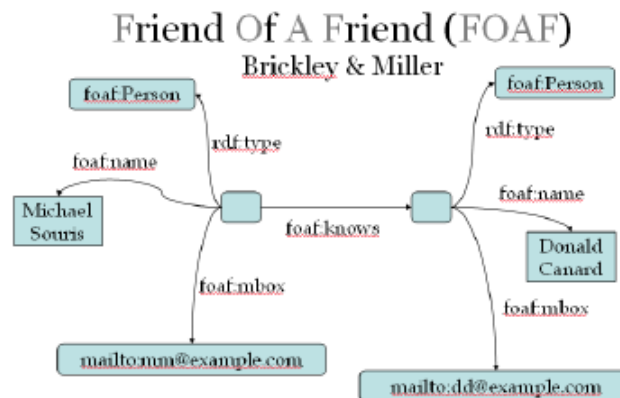 Friend Of A Friend (FOAF)
Brickley & Miller
foaf:Person
foaf:Person
rdf:type
rdf:type
foaf:name
foaf:name
Michael
Souris
foaf:knows
Donald
Canard
foaf:mbox
foaf:mbox
mailto:mm@example.com
mailto:dd@example.com